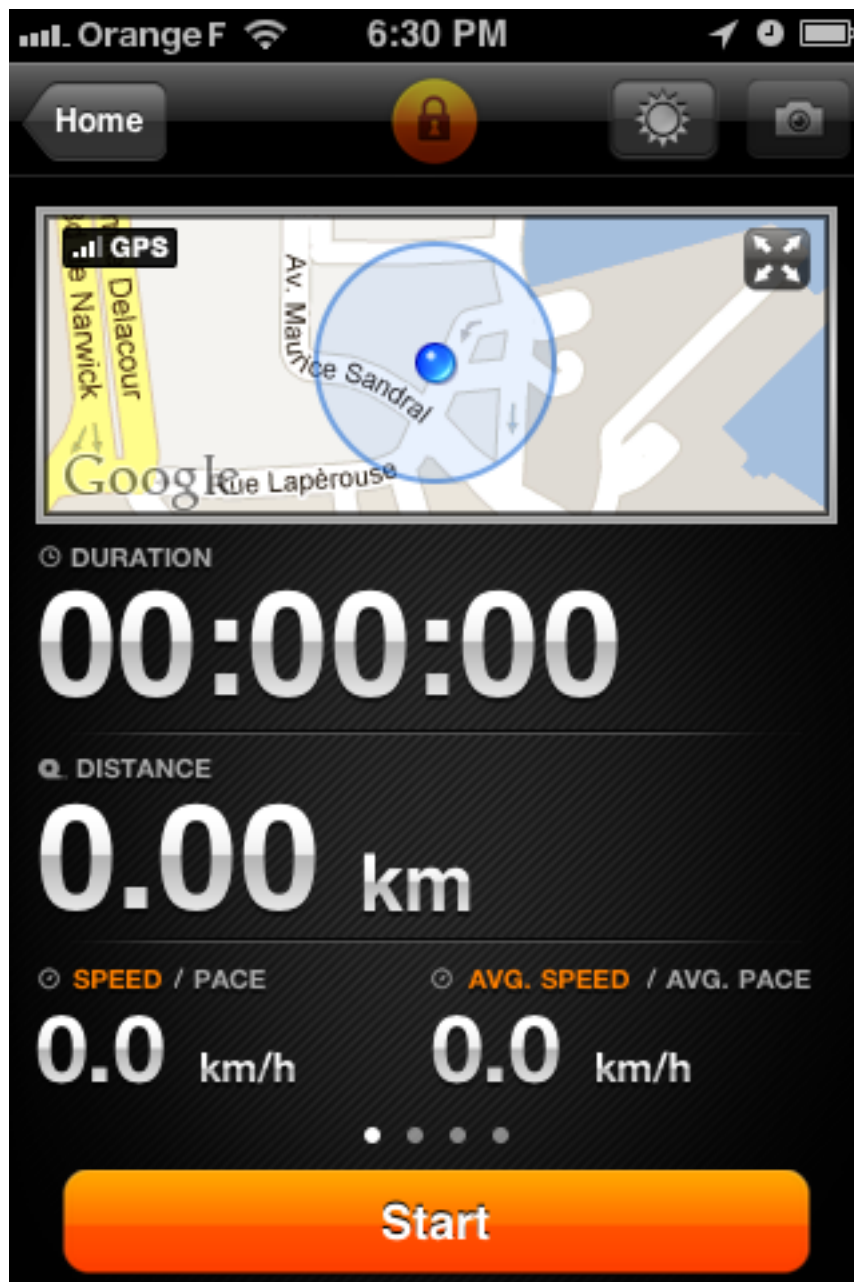 Orange F 6:30 PM
Home
GPS
Narwick
Delacour
Av. Maurice Sandral
Google
Rue Lapèrouse
DURATION
00:00:00
DISTANCE
0.00 km
SPEED / PACE AVG. SPEED / AVG. PACE
0.0 km/h 0.0 km/h
Start